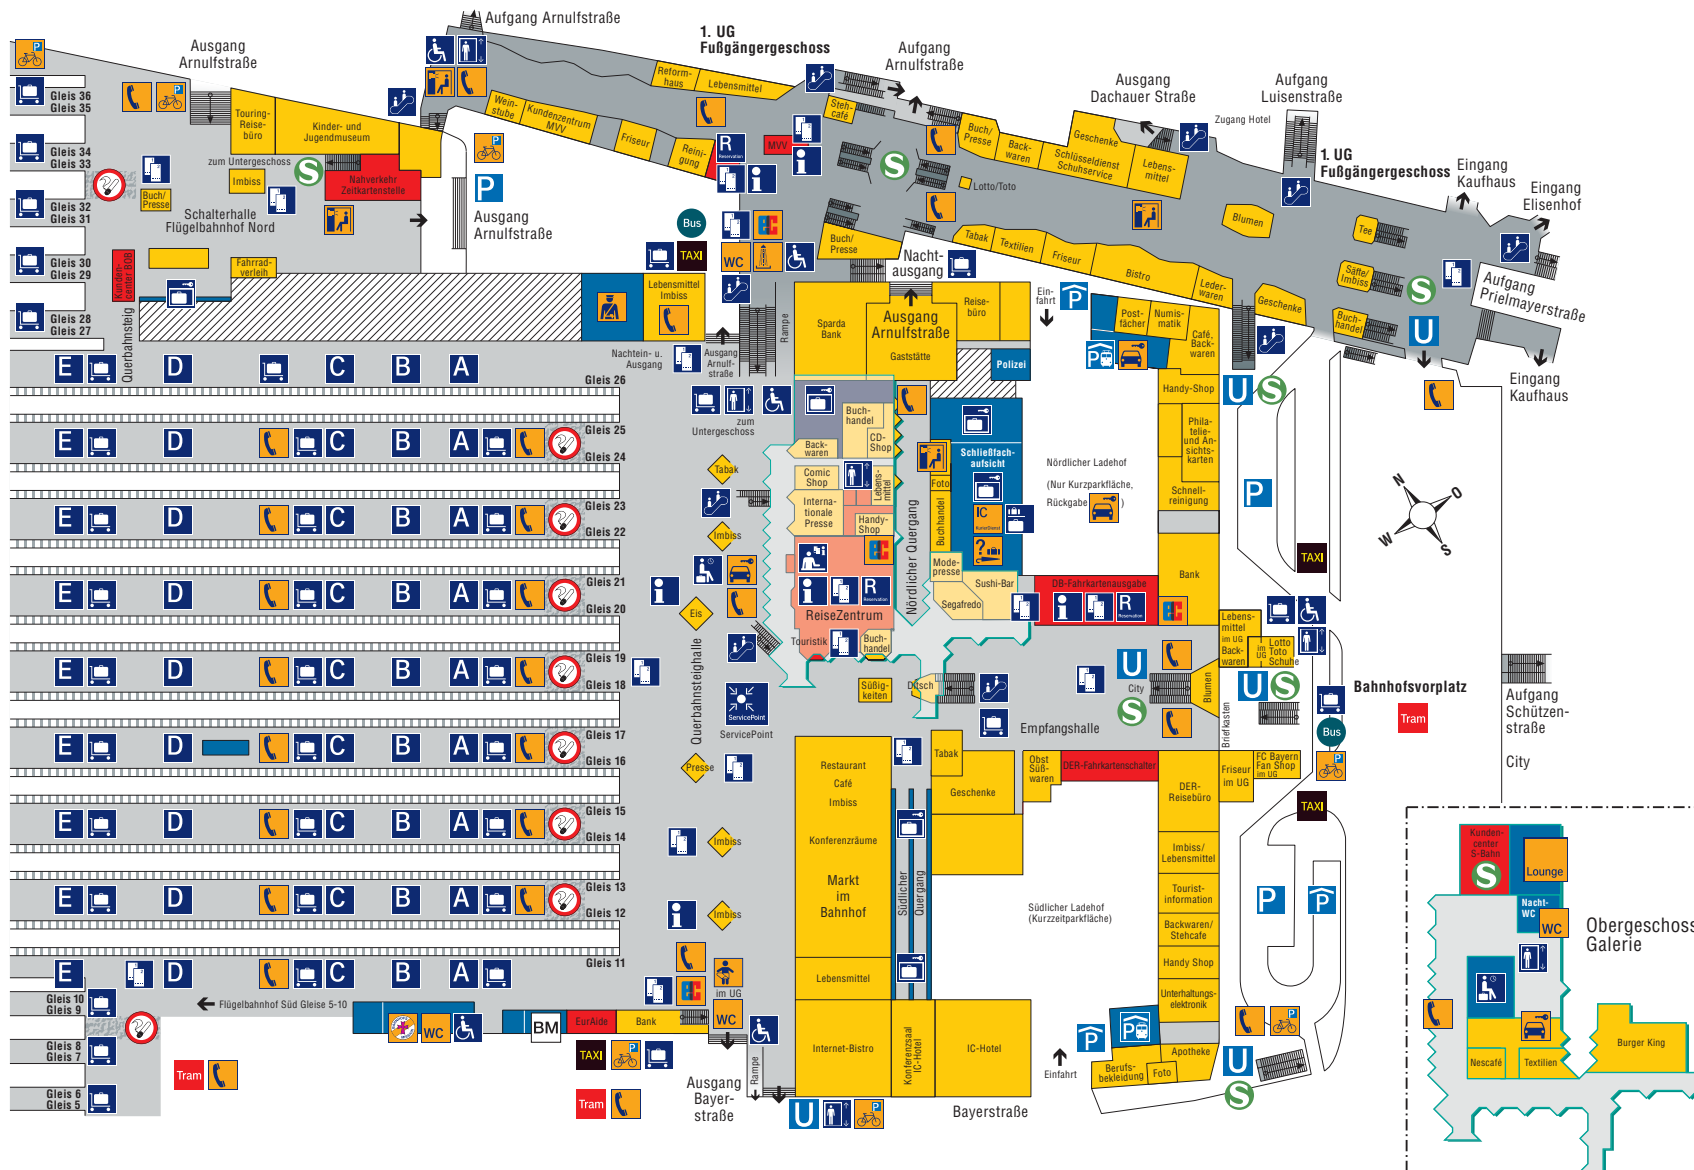 Aufgang Arnulfstraße
Ausgang
Arnulfstraße
1. UG
Fußgängergeschoss
Aufgang
Arnulfstraße
Ausgang
Dachauer Straße
Aufgang
Luisenstraße
Zugang Hotel
1. UG
Fußgängergeschoss
Eingang
Kaufhaus
Eingang
Elisenhof
Aufgang
Prielmayerstraße
Eingang
Kaufhaus
Gleis 36
Gleis 35
Gleis 34
Gleis 33
Gleis 32
Gleis 31
Gleis 30
Gleis 29
Gleis 28
Gleis 27
Touring-
Reise-
büro
Kinder- und
Jugendmuseum
zum Untergeschoss
S
Imbiss
Nahverkehr
Zeitkartenstelle
Buch/
Presse
Schalterhalle
Flügelbahnhof Nord
Kunden-
center BOB
Fahrrad-
verleih
Querbahnsteig
P
Ausgang
Arnulfstraße
Reform-
haus
Lebensmittel
Wein-
stube
Kundenzentrum
MVV
Friseur
Reini-
gung
R
Reservation
MVV
Steh-
café
S
Buch/
Presse
Back-
waren
Geschenke
Schlüsseldienst
Schuhservice
Lebens-
mittel
Lotto/Toto
Blumen
Tee
Säfte/
Imbiss
S
Buch-
handel
U
Buch/
Presse
Tabak
Textilien
Friseur
Bistro
Leder-
waren
Geschenke
Bus
TAXI
EC
WC
Nacht-
ausgang
Lebensmittel
Imbiss
Nachtein- u.
Ausgang
Ausgang
Arnulf-
straße
Rampe
Sparda
Bank
Ausgang
Arnulfstraße
Gaststätte
Reise-
büro
Polizei
Ein-
fahrt
P
Post-
fächer
Numis-
matik
Café,
Back-
waren
P
Handy-Shop
U
S
Phila-
telie-
und An-
sichts-
karten
Schnell-
reinigung
P
TAXI
Bank
Nördlicher Ladehof
(Nur Kurzparkfläche,
Rückgabe )
N
O
W
S
E D C B A
Gleis 26
Gleis 25
E D C B A
Gleis 24
Gleis 23
E D C B A
Gleis 22
Gleis 21
E D C B A
Gleis 20
Gleis 19
E D C B A
Gleis 18
Gleis 17
E D C B A
Gleis 16
Gleis 15
E D C B A
Gleis 14
Gleis 13
E D C B A
Gleis 12
Gleis 11
E D C B A
Gleis 10
Gleis 9
Gleis 8
Gleis 7
Gleis 6
Gleis 5
Flügelbahnhof Süd Gleise 5-10
zum
Untergeschoss
Tabak
Imbiss
Eis
Querbahnsteighalle
ServicePoint
ServicePoint
Presse
Imbiss
Imbiss
Buch-
handel
CD-
Shop
Back-
waren
Comic
Shop
Lebens-
mittel
Interna-
tionale
Presse
Handy-
Shop
EC
R
Reservation
ReiseZentrum
Touristik
Buch-
handel
Nördlicher Quergang
Foto
Buchhandel
Schließfach-
aufsicht
IC
KurierDienst
?
Mode-
presse
Sushi-Bar
Segafredo
DB-Fahrkartenausgabe
R
Reservation
EC
Süßig-
keiten
Ditsch
Empfangshalle
U
City
S
Blumen
Briefkasten
Lebens-
mittel
im UG
Back-
waren
im
UG
Lotto
Toto
Schuhe
U
S
Bahnhofsvorplatz
Tram
Bus
Aufgang
Schützen-
straße
City
Restaurant
Café
Imbiss
Konferenzräume
Markt
im
Bahnhof
Lebensmittel
Internet-Bistro
Südlicher
Quergang
Konferenzsaal
IC-Hotel
IC-Hotel
Tabak
Geschenke
Obst
Süß-
waren
DER-Fahrkartenschalter
DER-
Reisebüro
Friseur
im UG
FC Bayern
Fan Shop
im UG
TAXI
Imbiss/
Lebensmittel
Tourist-
information
Backwaren/
Stehcafe
Handy Shop
Unterhaltungs-
elektronik
Apotheke
Foto
Berufs-
bekleidung
Südlicher Ladehof
(Kurzzeitparkfläche)
P
P
P
P
Einfahrt
U
S
EC
im UG
WC
WC
BM
EurAide
Bank
TAXI
Tram
Tram
Ausgang
Bayer-
straße
Rampe
U
Bayerstraße
Kunden-
center
S-Bahn
S
Lounge
Nacht-
WC
WC
Obergeschoss
Galerie
Nescafé
Textilien
Burger King